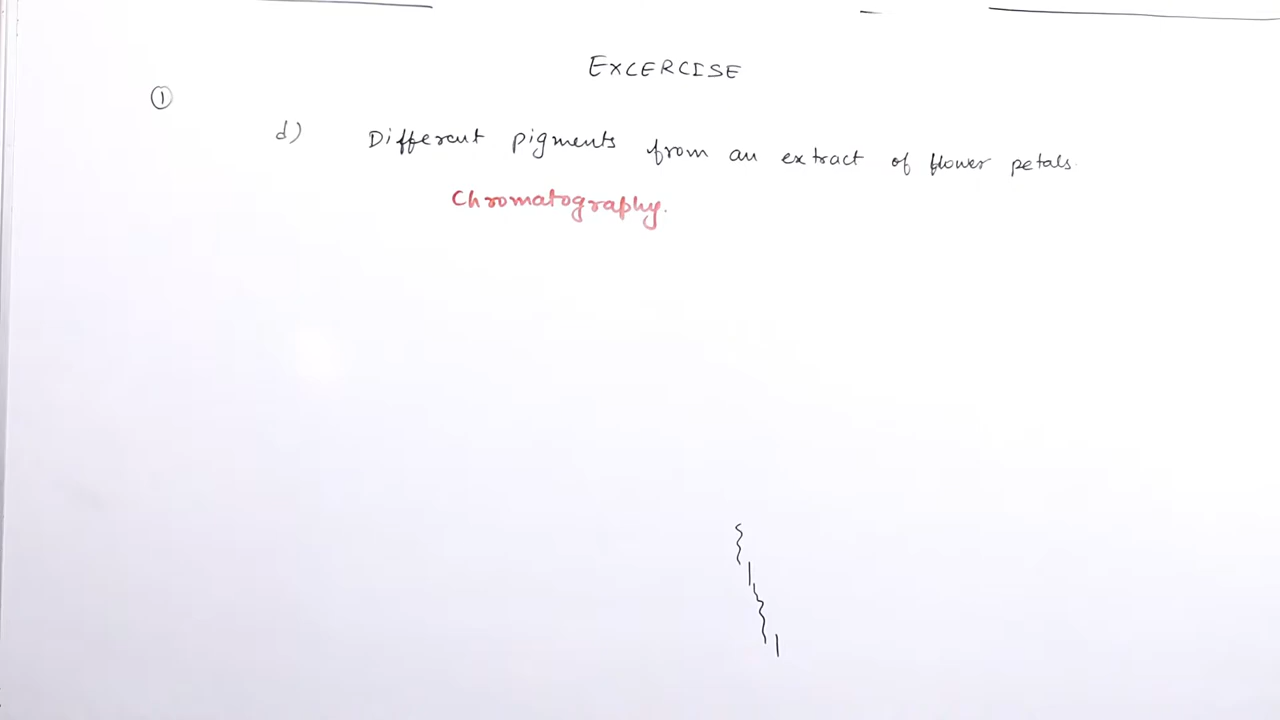 EXCERCISE
①
d) Different pigments from an extract of flower petals.
Chromatography.